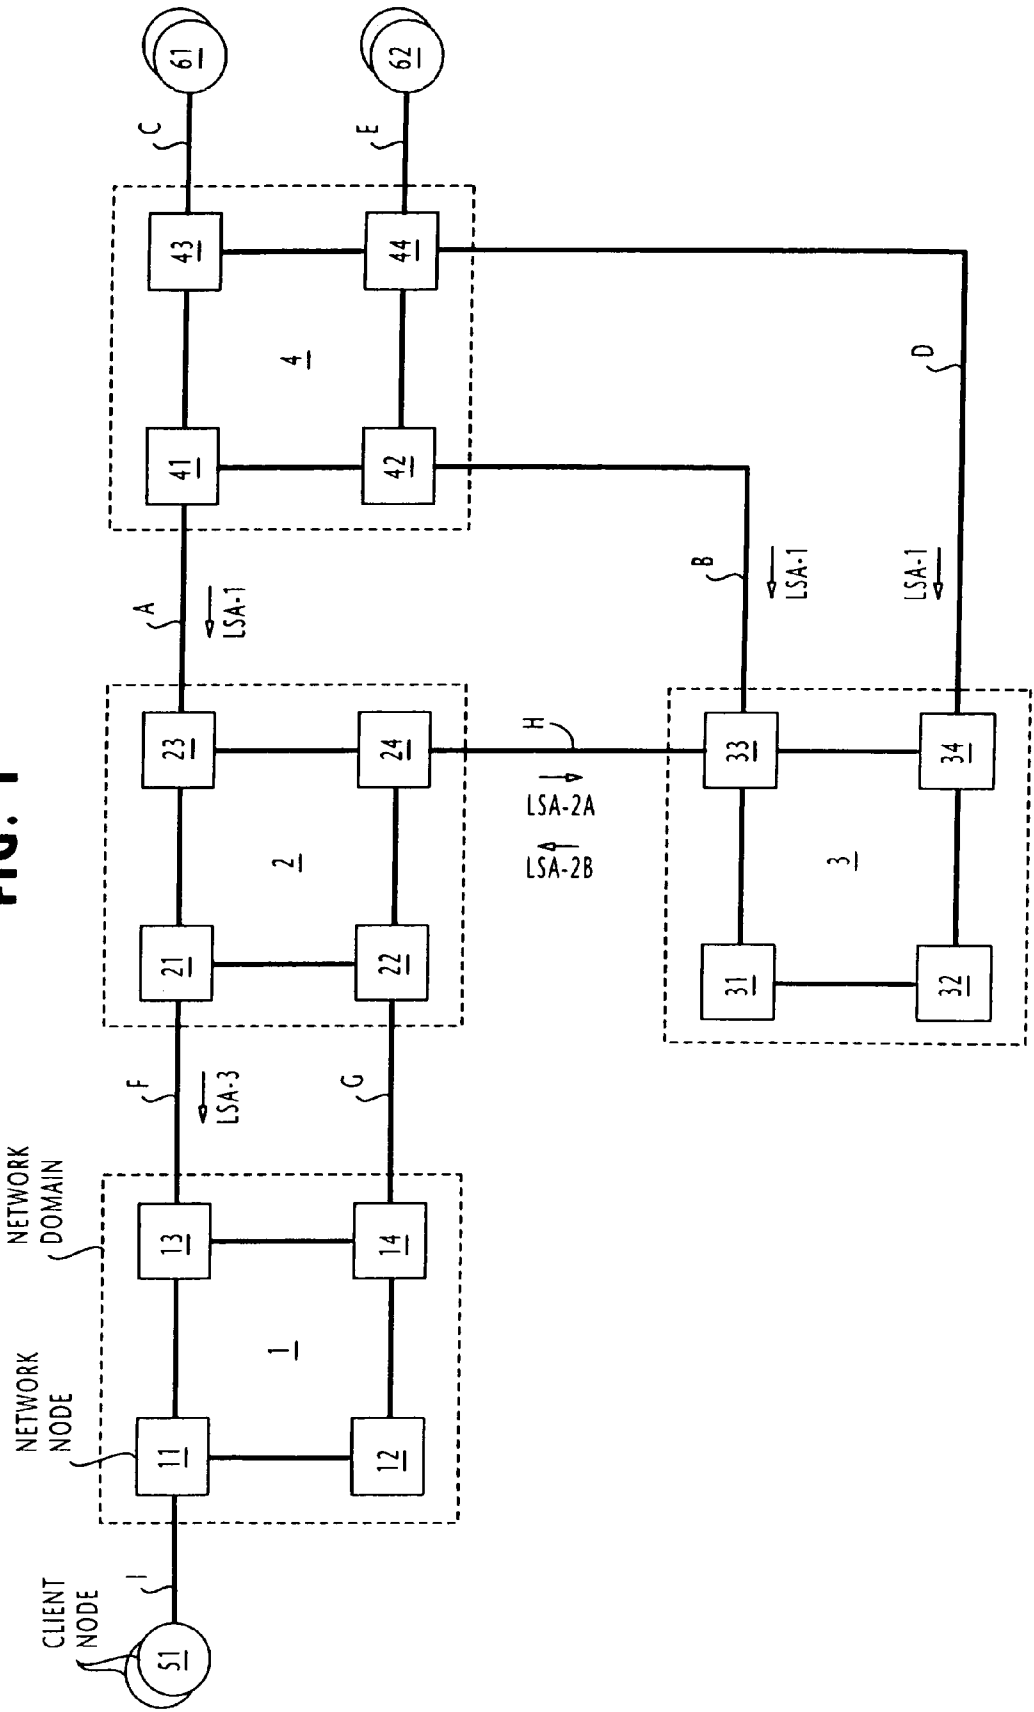 FIG. 1
CLIENT
NODE
51
I
NETWORK
NODE
NETWORK
DOMAIN
11
13
12
14
1
F
LSA-3
G
21
23
22
24
2
A
LSA-1
41
43
42
44
4
C
61
E
62
H
LSA-2B
LSA-2A
B
LSA-1
D
LSA-1
31
33
32
34
3